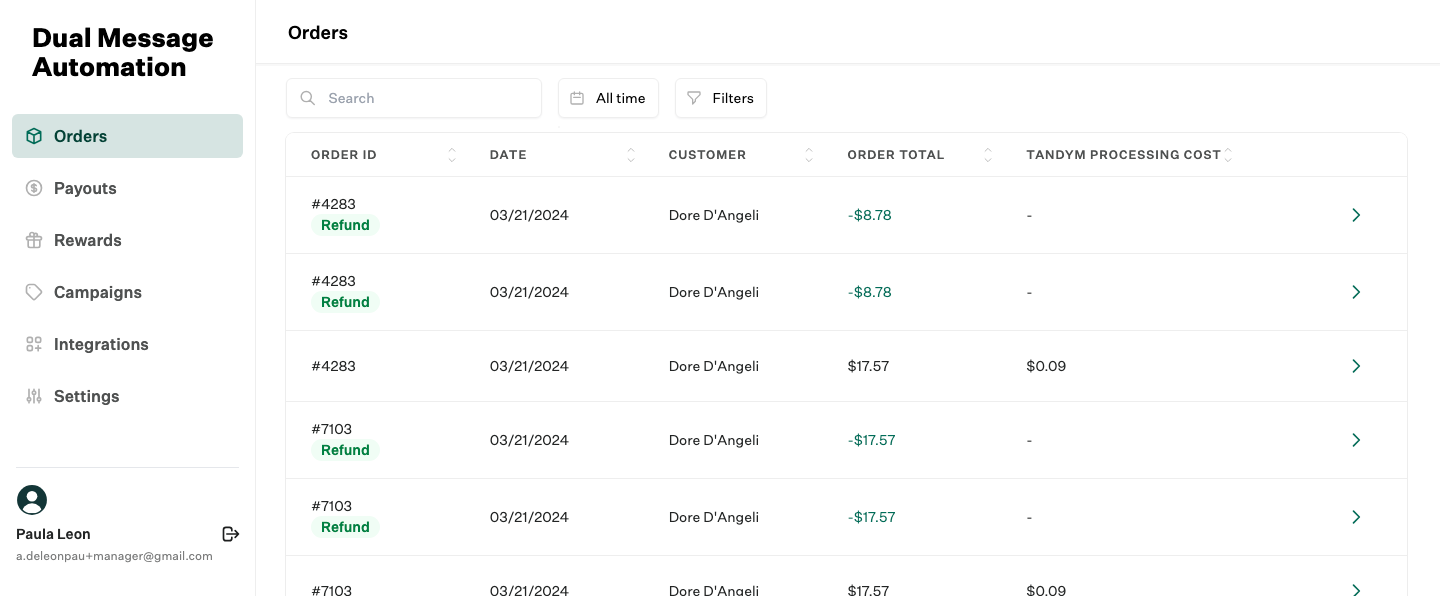 Dual Message
Automation
Orders
Payouts
Rewards
Campaigns
Integrations
Settings
Paula Leon
a.deleonpau+manager@gmail.com
Orders
Search
All time
Filters
ORDER ID DATE CUSTOMER ORDER TOTAL TANDYM PROCESSING COST
#4283
Refund
03/21/2024 Dore D'Angeli -$8.78 -
#4283
Refund
03/21/2024 Dore D'Angeli -$8.78 -
#4283 03/21/2024 Dore D'Angeli $17.57 $0.09
#7103
Refund
03/21/2024 Dore D'Angeli -$17.57 -
#7103
Refund
03/21/2024 Dore D'Angeli -$17.57 -
#7103 03/21/2024 Dore D'Angeli $17.57 $0.09